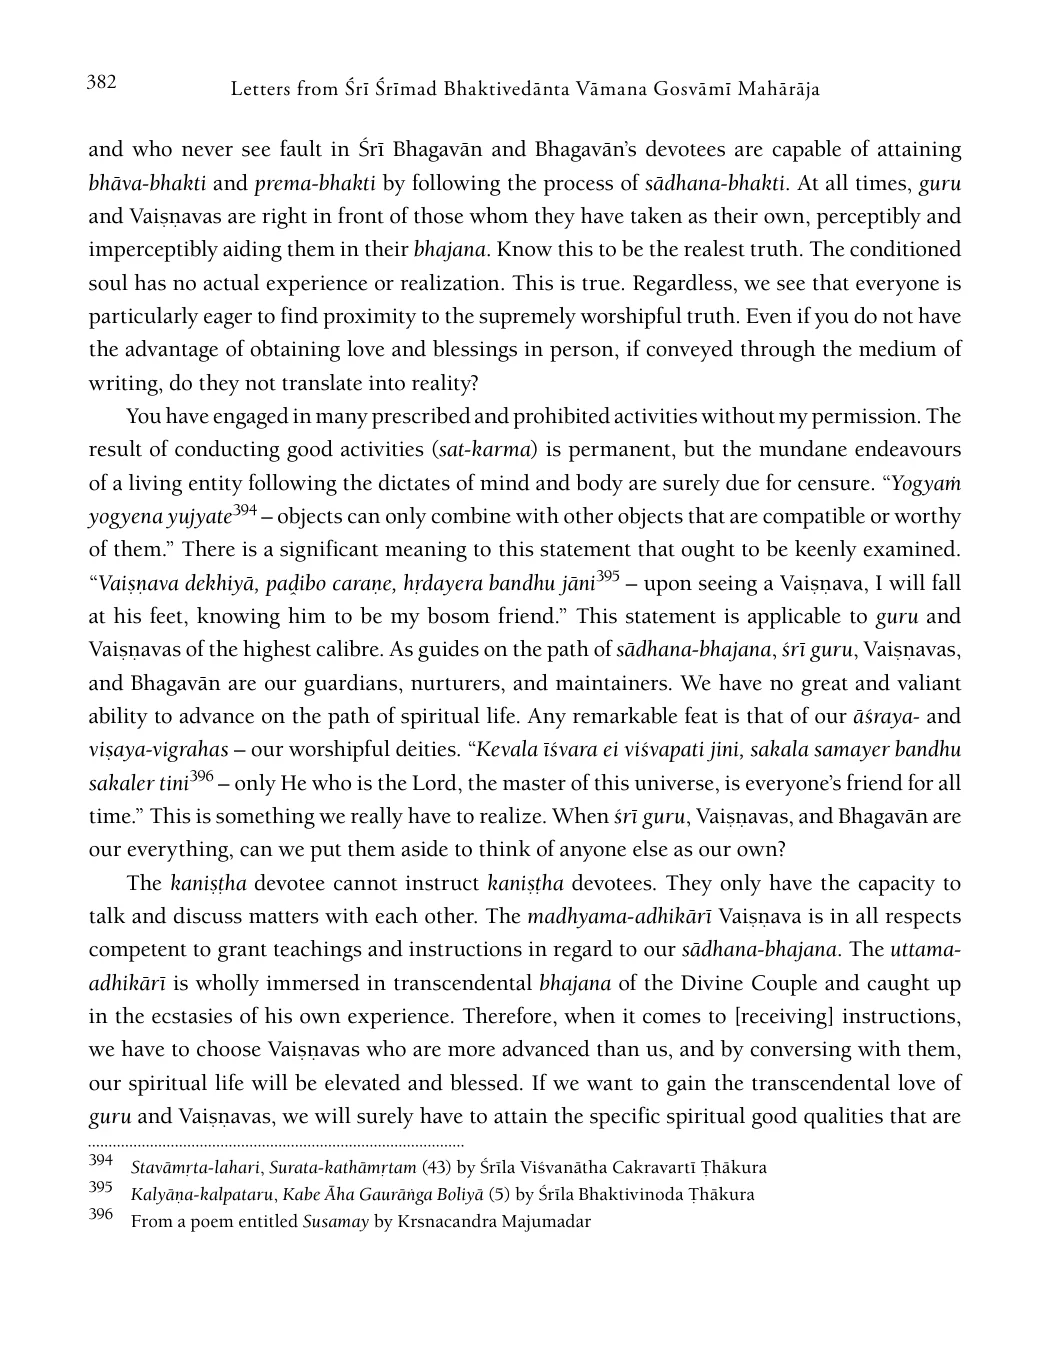 382
Letters from Śrī Śrīmad Bhaktivedānta Vāmana Gosvāmī Mahārāja
and who never see fault in Śrī Bhagavān and Bhagavān’s devotees are capable of attaining
bhāva-bhakti and prema-bhakti by following the process of sādhana-bhakti. At all times, guru
and Vaiṣṇavas are right in front of those whom they have taken as their own, perceptibly and
imperceptibly aiding them in their bhajana. Know this to be the realest truth. The conditioned
soul has no actual experience or realization. This is true. Regardless, we see that everyone is
particularly eager to find proximity to the supremely worshipful truth. Even if you do not have
the advantage of obtaining love and blessings in person, if conveyed through the medium of
writing, do they not translate into reality?
You have engaged in many prescribed and prohibited activities without my permission. The
result of conducting good activities (sat-karma) is permanent, but the mundane endeavours
of a living entity following the dictates of mind and body are surely due for censure. “Yogyaṁ
yogyena yujyate394 – objects can only combine with other objects that are compatible or worthy
of them.” There is a significant meaning to this statement that ought to be keenly examined.
“Vaiṣṇava dekhiyā, paḓibo caraṇe, hṛdayera bandhu jāni395 – upon seeing a Vaiṣṇava, I will fall
at his feet, knowing him to be my bosom friend.” This statement is applicable to guru and
Vaiṣṇavas of the highest calibre. As guides on the path of sādhana-bhajana, śrī guru, Vaiṣṇavas,
and Bhagavān are our guardians, nurturers, and maintainers. We have no great and valiant
ability to advance on the path of spiritual life. Any remarkable feat is that of our āśraya- and
viṣaya-vigrahas – our worshipful deities. “Kevala īśvara ei viśvapati jini, sakala samayer bandhu
sakaler tini396 – only He who is the Lord, the master of this universe, is everyone’s friend for all
time.” This is something we really have to realize. When śrī guru, Vaiṣṇavas, and Bhagavān are
our everything, can we put them aside to think of anyone else as our own?
The kaniṣṭha devotee cannot instruct kaniṣṭha devotees. They only have the capacity to
talk and discuss matters with each other. The madhyama-adhikārī Vaiṣṇava is in all respects
competent to grant teachings and instructions in regard to our sādhana-bhajana. The uttama-
adhikārī is wholly immersed in transcendental bhajana of the Divine Couple and caught up
in the ecstasies of his own experience. Therefore, when it comes to [receiving] instructions,
we have to choose Vaiṣṇavas who are more advanced than us, and by conversing with them,
our spiritual life will be elevated and blessed. If we want to gain the transcendental love of
guru and Vaiṣṇavas, we will surely have to attain the specific spiritual good qualities that are
394 Stavāmṛta-lahari, Surata-kathāmṛtam (43) by Śrīla Viśvanātha Cakravartī Ṭhākura
395 Kalyāṇa-kalpataru, Kabe Āha Gaurāṅga Boliyā (5) by Śrīla Bhaktivinoda Ṭhākura
396 From a poem entitled Susamay by Krsnacandra Majumadar